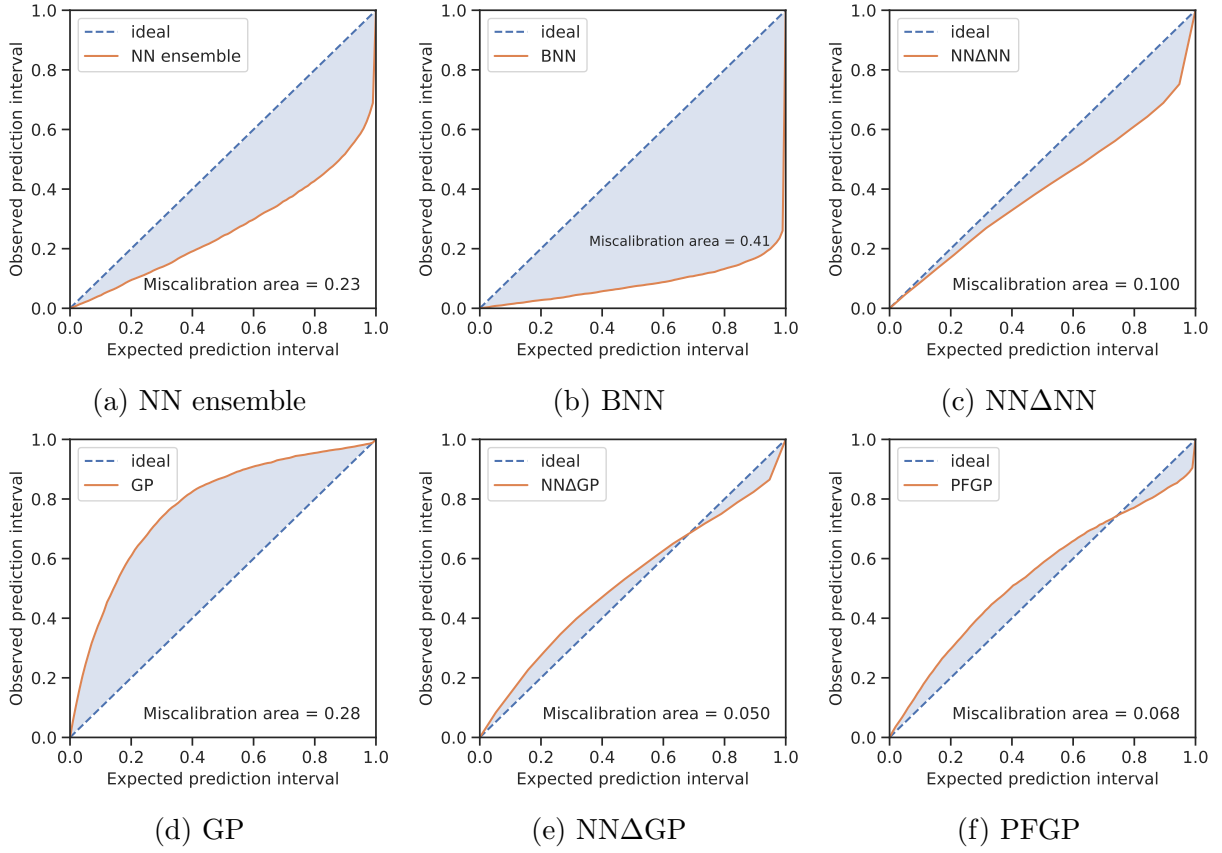 1.0
0.8
0.6
0.4
0.2
0.0
Observed prediction interval
ideal
NN ensemble
Miscalibration area = 0.23
0.0 0.2 0.4 0.6 0.8 1.0
Expected prediction interval
(a) NN ensemble
1.0
0.8
0.6
0.4
0.2
0.0
Observed prediction interval
ideal
BNN
Miscalibration area = 0.41
0.0 0.2 0.4 0.6 0.8 1.0
Expected prediction interval
(b) BNN
1.0
0.8
0.6
0.4
0.2
0.0
Observed prediction interval
ideal
NNΔNN
Miscalibration area = 0.100
0.0 0.2 0.4 0.6 0.8 1.0
Expected prediction interval
(c) NNΔNN
1.0
0.8
0.6
0.4
0.2
0.0
Observed prediction interval
ideal
GP
Miscalibration area = 0.28
0.0 0.2 0.4 0.6 0.8 1.0
Expected prediction interval
(d) GP
1.0
0.8
0.6
0.4
0.2
0.0
Observed prediction interval
ideal
NNΔGP
Miscalibration area = 0.050
0.0 0.2 0.4 0.6 0.8 1.0
Expected prediction interval
(e) NNΔGP
1.0
0.8
0.6
0.4
0.2
0.0
Observed prediction interval
ideal
PFGP
Miscalibration area = 0.068
0.0 0.2 0.4 0.6 0.8 1.0
Expected prediction interval
(f) PFGP